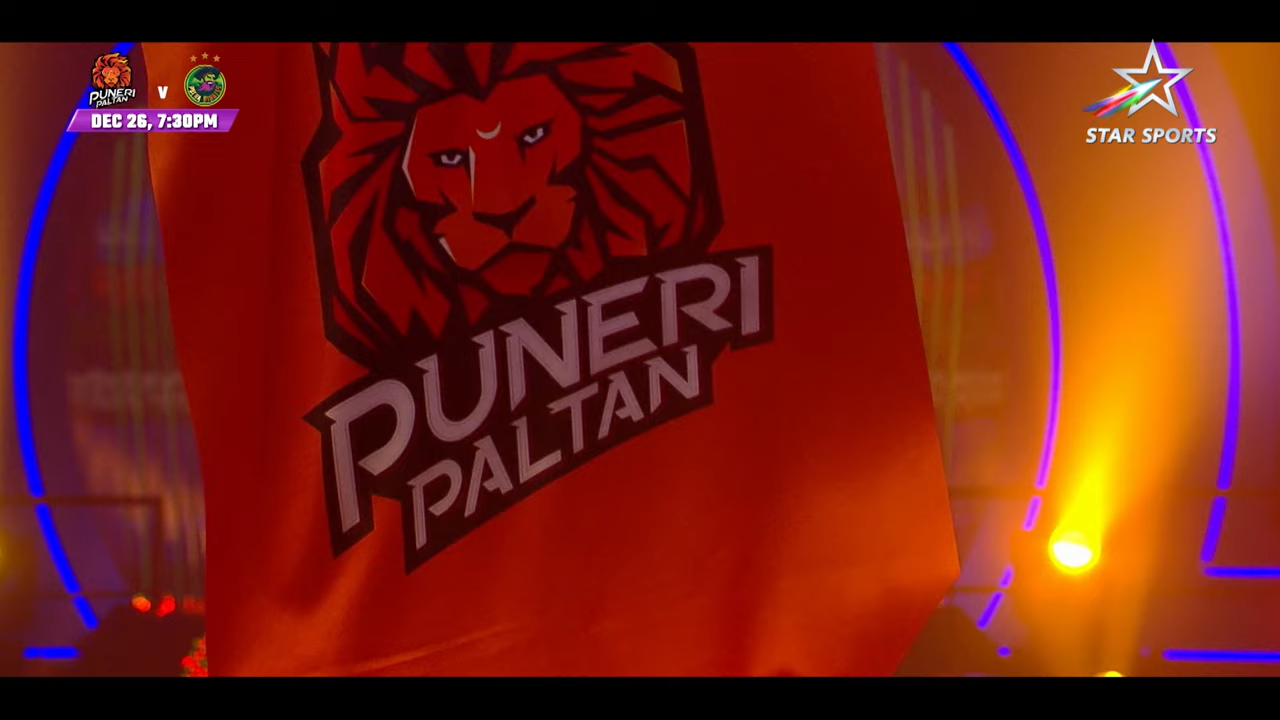 PUNERI
PALTAN
V
DEC 26, 7:30PM
STAR SPORTS
PUNERI
PALTAN